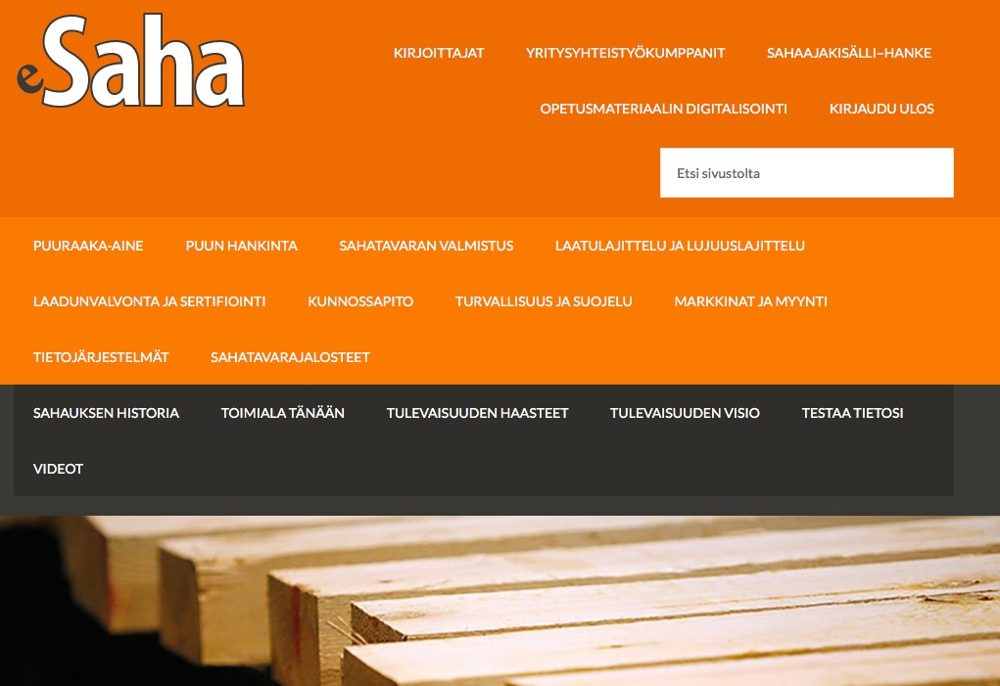 eSaha
KIRJOITTAJAT YRITYSYHTEISTYÖKUMPPANIT SAHAAJAKISÄLLI–HANKE
OPETUSMATERIAALIN DIGITALISOINTI KIRJAUDU ULOS
Etsi sivustolta
PUURAAKA-AINE PUUN HANKINTA SAHATAVARAN VALMISTUS LAATULAJITTELU JA LUJUUSLAJITTELU
LAADUNVALVONTA JA SERTIFIOINTI KUNNOSSAPITO TURVALLISUUS JA SUOJELU MARKKINAT JA MYYNTI
TIETOJÄRJESTELMÄT SAHATAVARAJALOSTEET
SAHAUKSEN HISTORIA TOIMIALA TÄNÄÄN TULEVAISUUDEN HAASTEET TULEVAISUUDEN VISIO TESTAA TIETOSI
VIDEOT